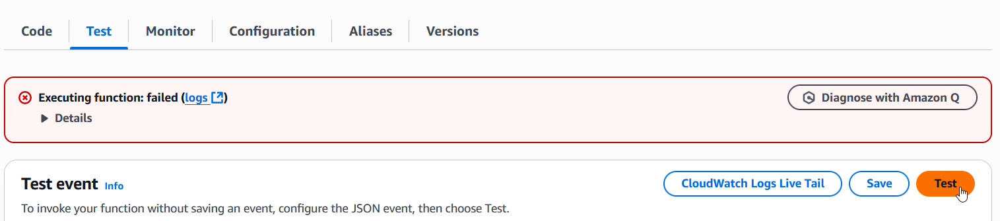 Code Test Monitor Configuration Aliases Versions
Executing function: failed (logs) Diagnose with Amazon Q
Details
Test event Info CloudWatch Logs Live Tail Save Test
To invoke your function without saving an event, configure the JSON event, then choose Test.